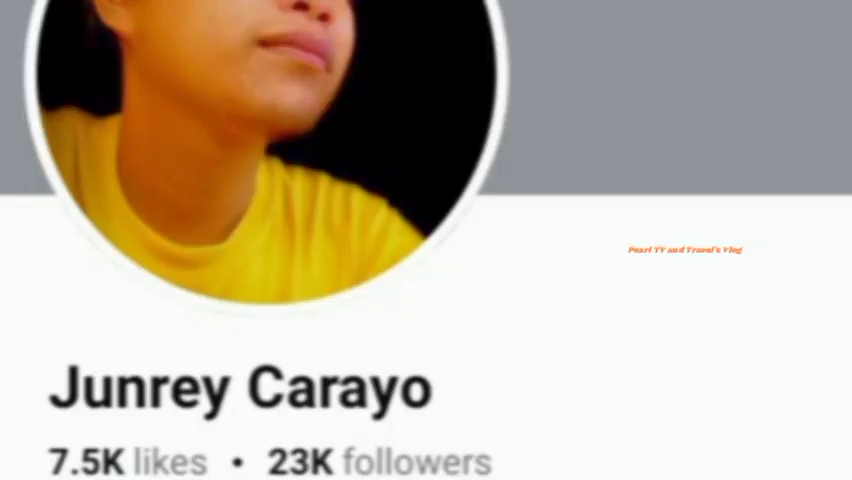 Pearl TV and Travel's Vlog
Junrey Carayo
7.5K likes • 23K followers